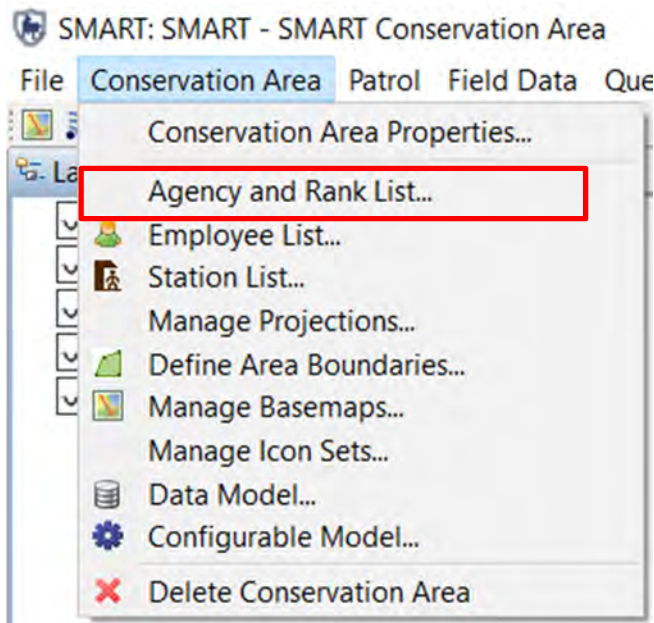 SMART: SMART - SMART Conservation Area
File Conservation Area Patrol Field Data Que
Conservation Area Properties...
La
Agency and Rank List...
Employee List...
Station List...
Manage Projections...
Define Area Boundaries...
Manage Basemaps...
Manage Icon Sets...
Data Model...
Configurable Model...
Delete Conservation Area